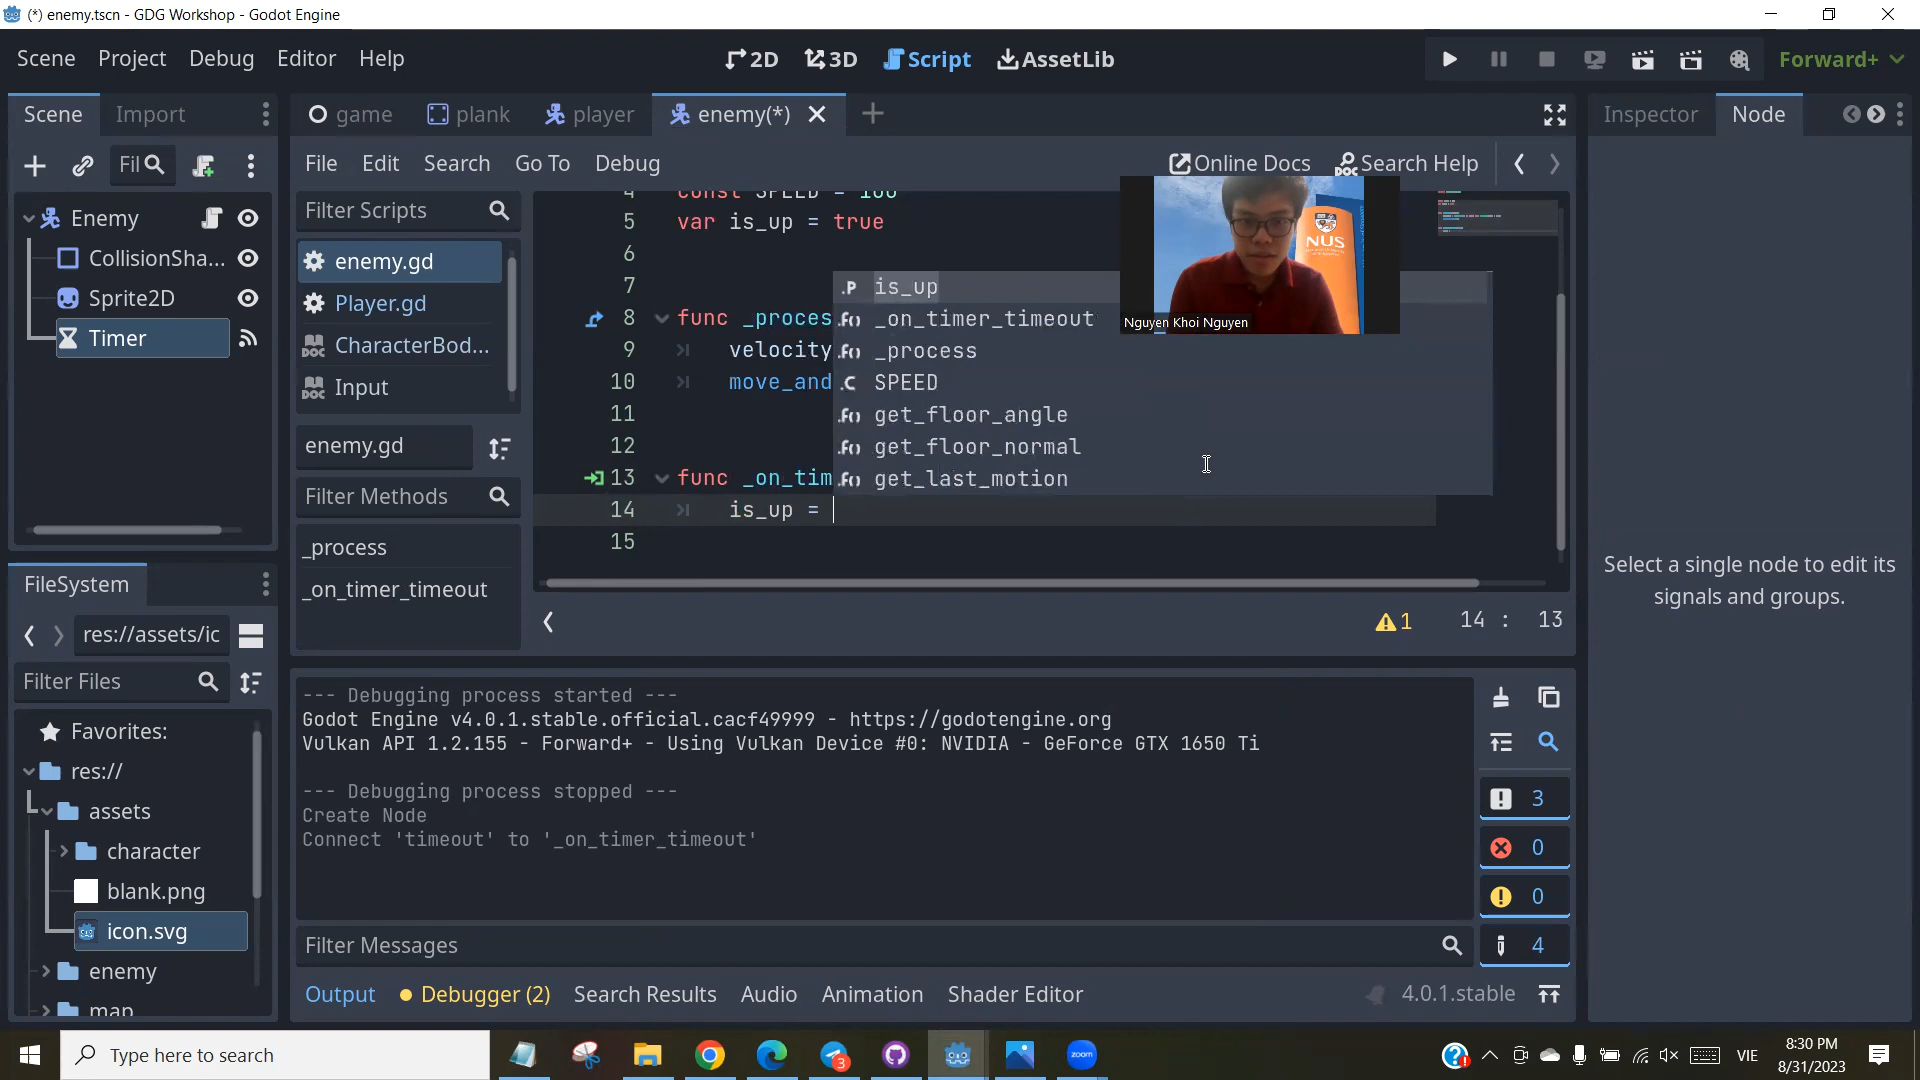 (*) enemy.tscn - GDG Workshop - Godot Engine
Scene Project Debug Editor Help
2D 3D Script AssetLib
Forward+
Scene Import
game plank player enemy(*)
Inspector Node
Fil
File Edit Search Go To Debug
Online Docs Search Help
Enemy
CollisionSha...
Sprite2D
Timer
Filter Scripts
enemy.gd
Player.gd
CharacterBod...
Input
enemy.gd
Filter Methods
_process
_on_timer_timeout
4 const SPEED = 100
5 var is_up = true
6
7
8 func _proces
9 velocity
10 move_and
11
12
13 func _on_tim
14 is_up =
15
is_up
_on_timer_timeout
_process
SPEED
get_floor_angle
get_floor_normal
get_last_motion
NUS
Nguyen Khoi Nguyen
1 14 : 13
Select a single node to edit its
signals and groups.
FileSystem
res://assets/ic
Filter Files
Favorites:
res://
assets
character
blank.png
icon.svg
enemy
map
--- Debugging process started ---
Godot Engine v4.0.1.stable.official.cacf49999 - https://godotengine.org
Vulkan API 1.2.155 - Forward+ - Using Vulkan Device #0: NVIDIA - GeForce GTX 1650 Ti
--- Debugging process stopped ---
Create Node
Connect 'timeout' to '_on_timer_timeout'
3
0
0
4
Filter Messages
Output Debugger (2) Search Results Audio Animation Shader Editor
4.0.1.stable
Type here to search
3
zoom
VIE
8:30 PM
8/31/2023